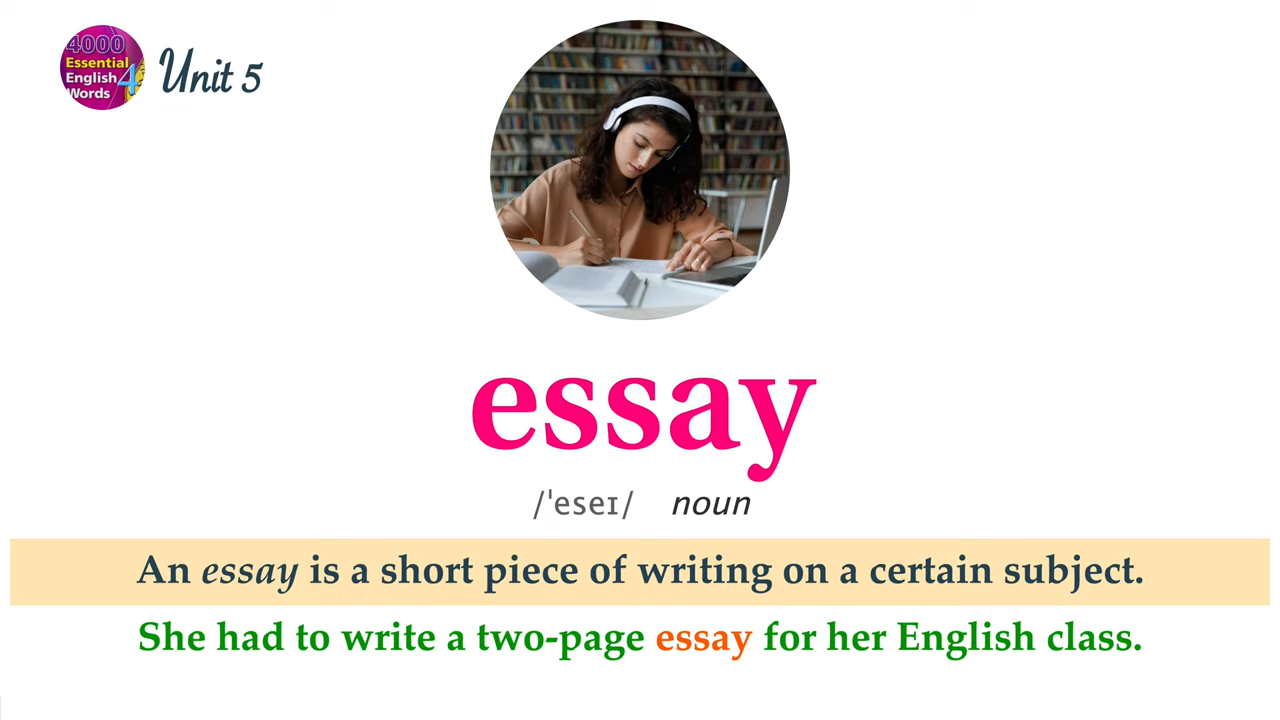 4000
Essential
English
Words 4
Unit 5
essay
/ˈeseɪ/ noun
An essay is a short piece of writing on a certain subject.
She had to write a two-page essay for her English class.